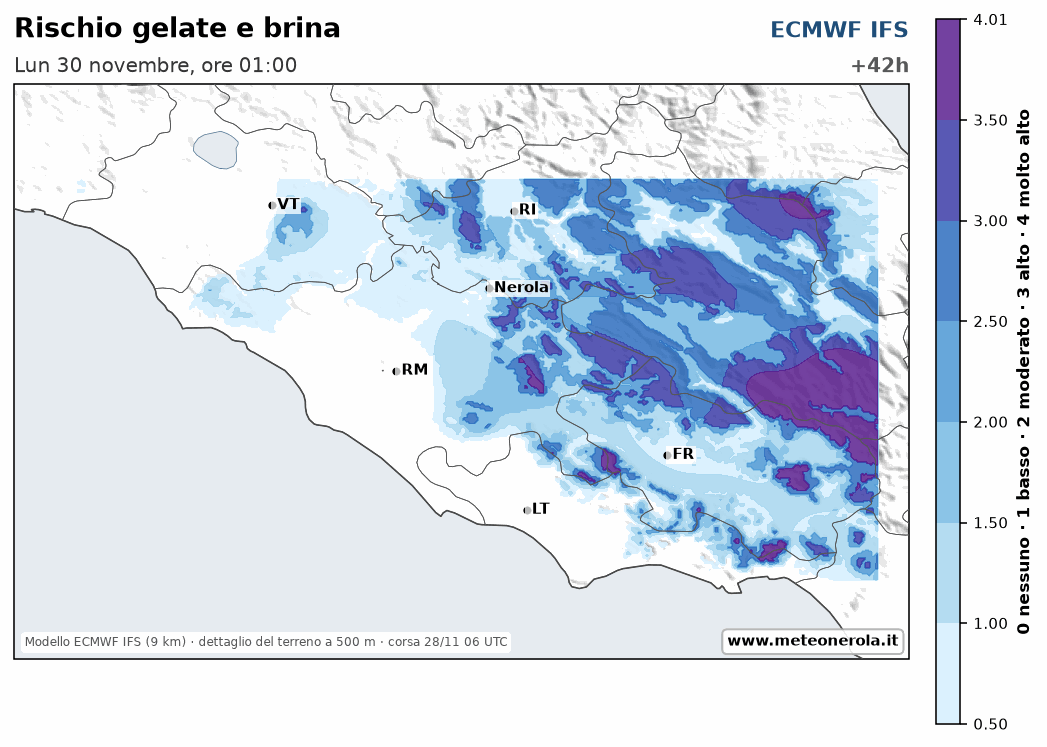 Rischio gelate e brina
ECMWF IFS
Lun 30 novembre, ore 01:00
+42h
VT
RI
Nerola
RM
FR
LT
Modello ECMWF IFS (9 km) · dettaglio del terreno a 500 m · corsa 28/11 06 UTC
www.meteonerola.it
4.01
3.50
3.00
2.50
2.00
1.50
1.00
0.50
0 nessuno · 1 basso · 2 moderato · 3 alto · 4 molto alto